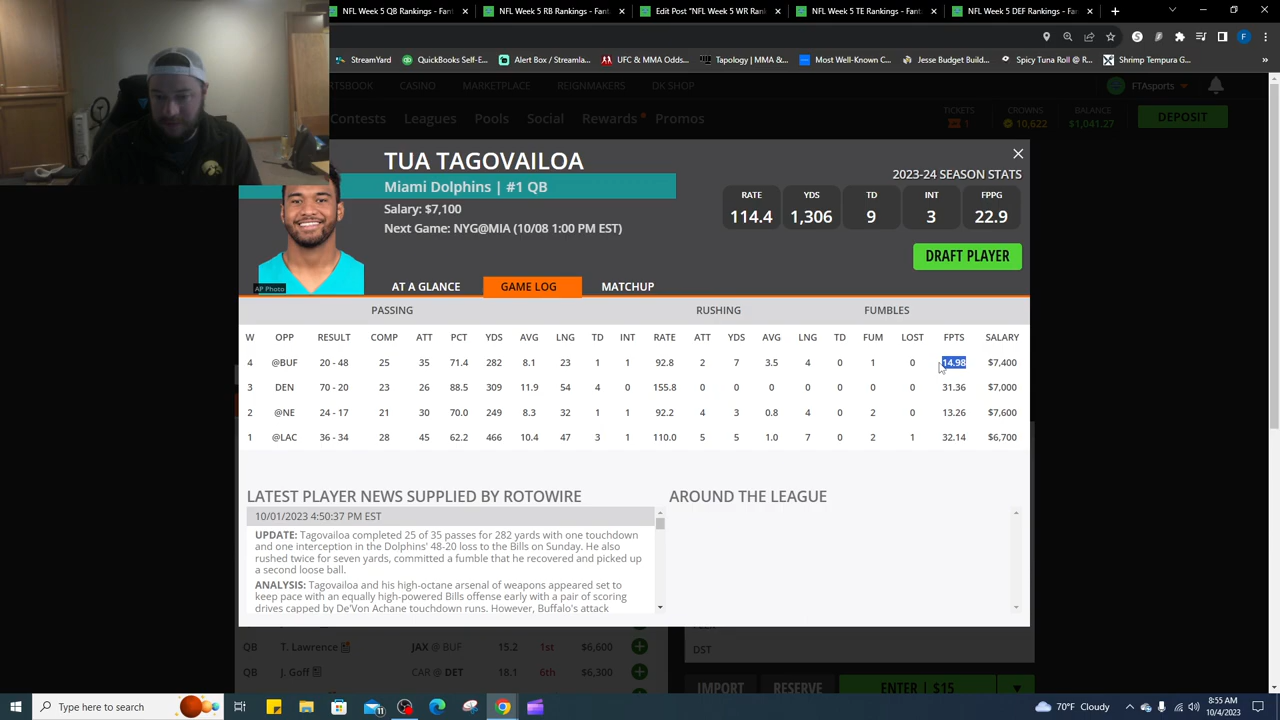 NFL Week 5 QB Rankings - Fant
NFL Week 5 RB Rankings - Fant
Edit Post "NFL Week 5 WR Ran
NFL Week 5 TE Rankings - Fant
NFL Week 5 DEF Rankings - Fan
StreamYard
QuickBooks Self-E...
Alert Box / Streamla...
UFC & MMA Odds...
Tapology | MMA &...
Most Well-Known C...
Jesse Budget Sheet...
Spicy Tuna Roll á R...
Shrimp Tempura G...
CASINO MARKETPLACE REIGNMAKERS DK SHOP
FTAsports
Contests Leagues Pools Social Rewards Promos
TICKETS
1
CROWNS
10,622
BALANCE
$1,041.27
DEPOSIT
TUA TAGOVAILOA
Miami Dolphins | #1 QB
Salary: $7,100
Next Game: NYG@MIA (10/08 1:00 PM EST)
2023-24 SEASON STATS
RATE YDS TD INT FPPG
114.4 1,306 9 3 22.9
DRAFT PLAYER
AP Photo
AT A GLANCE GAME LOG MATCHUP
PASSING RUSHING FUMBLES
W OPP RESULT COMP ATT PCT YDS AVG LNG TD INT RATE ATT YDS AVG LNG TD FUM LOST FPTS SALARY
4 @BUF 20 - 48 25 35 71.4 282 8.1 23 1 1 92.8 2 7 3.5 4 0 1 0 14.98 $7,400
3 DEN 70 - 20 23 26 88.5 309 11.9 54 4 0 155.8 0 0 0 0 0 0 0 31.36 $7,000
2 @NE 24 - 17 21 30 70.0 249 8.3 32 1 1 92.2 4 3 0.8 4 0 2 0 13.26 $7,600
1 @LAC 36 - 34 28 45 62.2 466 10.4 47 3 1 110.0 5 5 1.0 7 0 2 1 32.14 $6,700
LATEST PLAYER NEWS SUPPLIED BY ROTOWIRE
AROUND THE LEAGUE
10/01/2023 4:50:37 PM EST
UPDATE: Tagovailoa completed 25 of 35 passes for 282 yards with one touchdown
and one interception in the Dolphins' 48-20 loss to the Bills on Sunday. He also
rushed twice for seven yards, committed a fumble that he recovered and picked up
a second loose ball.
ANALYSIS: Tagovailoa and his high-octane arsenal of weapons appeared set to
keep pace with an equally high-powered Bills offense early with a pair of scoring
drives capped by De'Von Achane touchdown runs. However, Buffalo's attack
QB T. Lawrence JAX @ BUF 15.2 1st $6,600
QB J. Goff CAR @ DET 18.1 6th $6,300
DST
IMPORT RESERVE ENTER | $15
Type here to search
70°F Cloudy
8:55 AM
10/4/2023